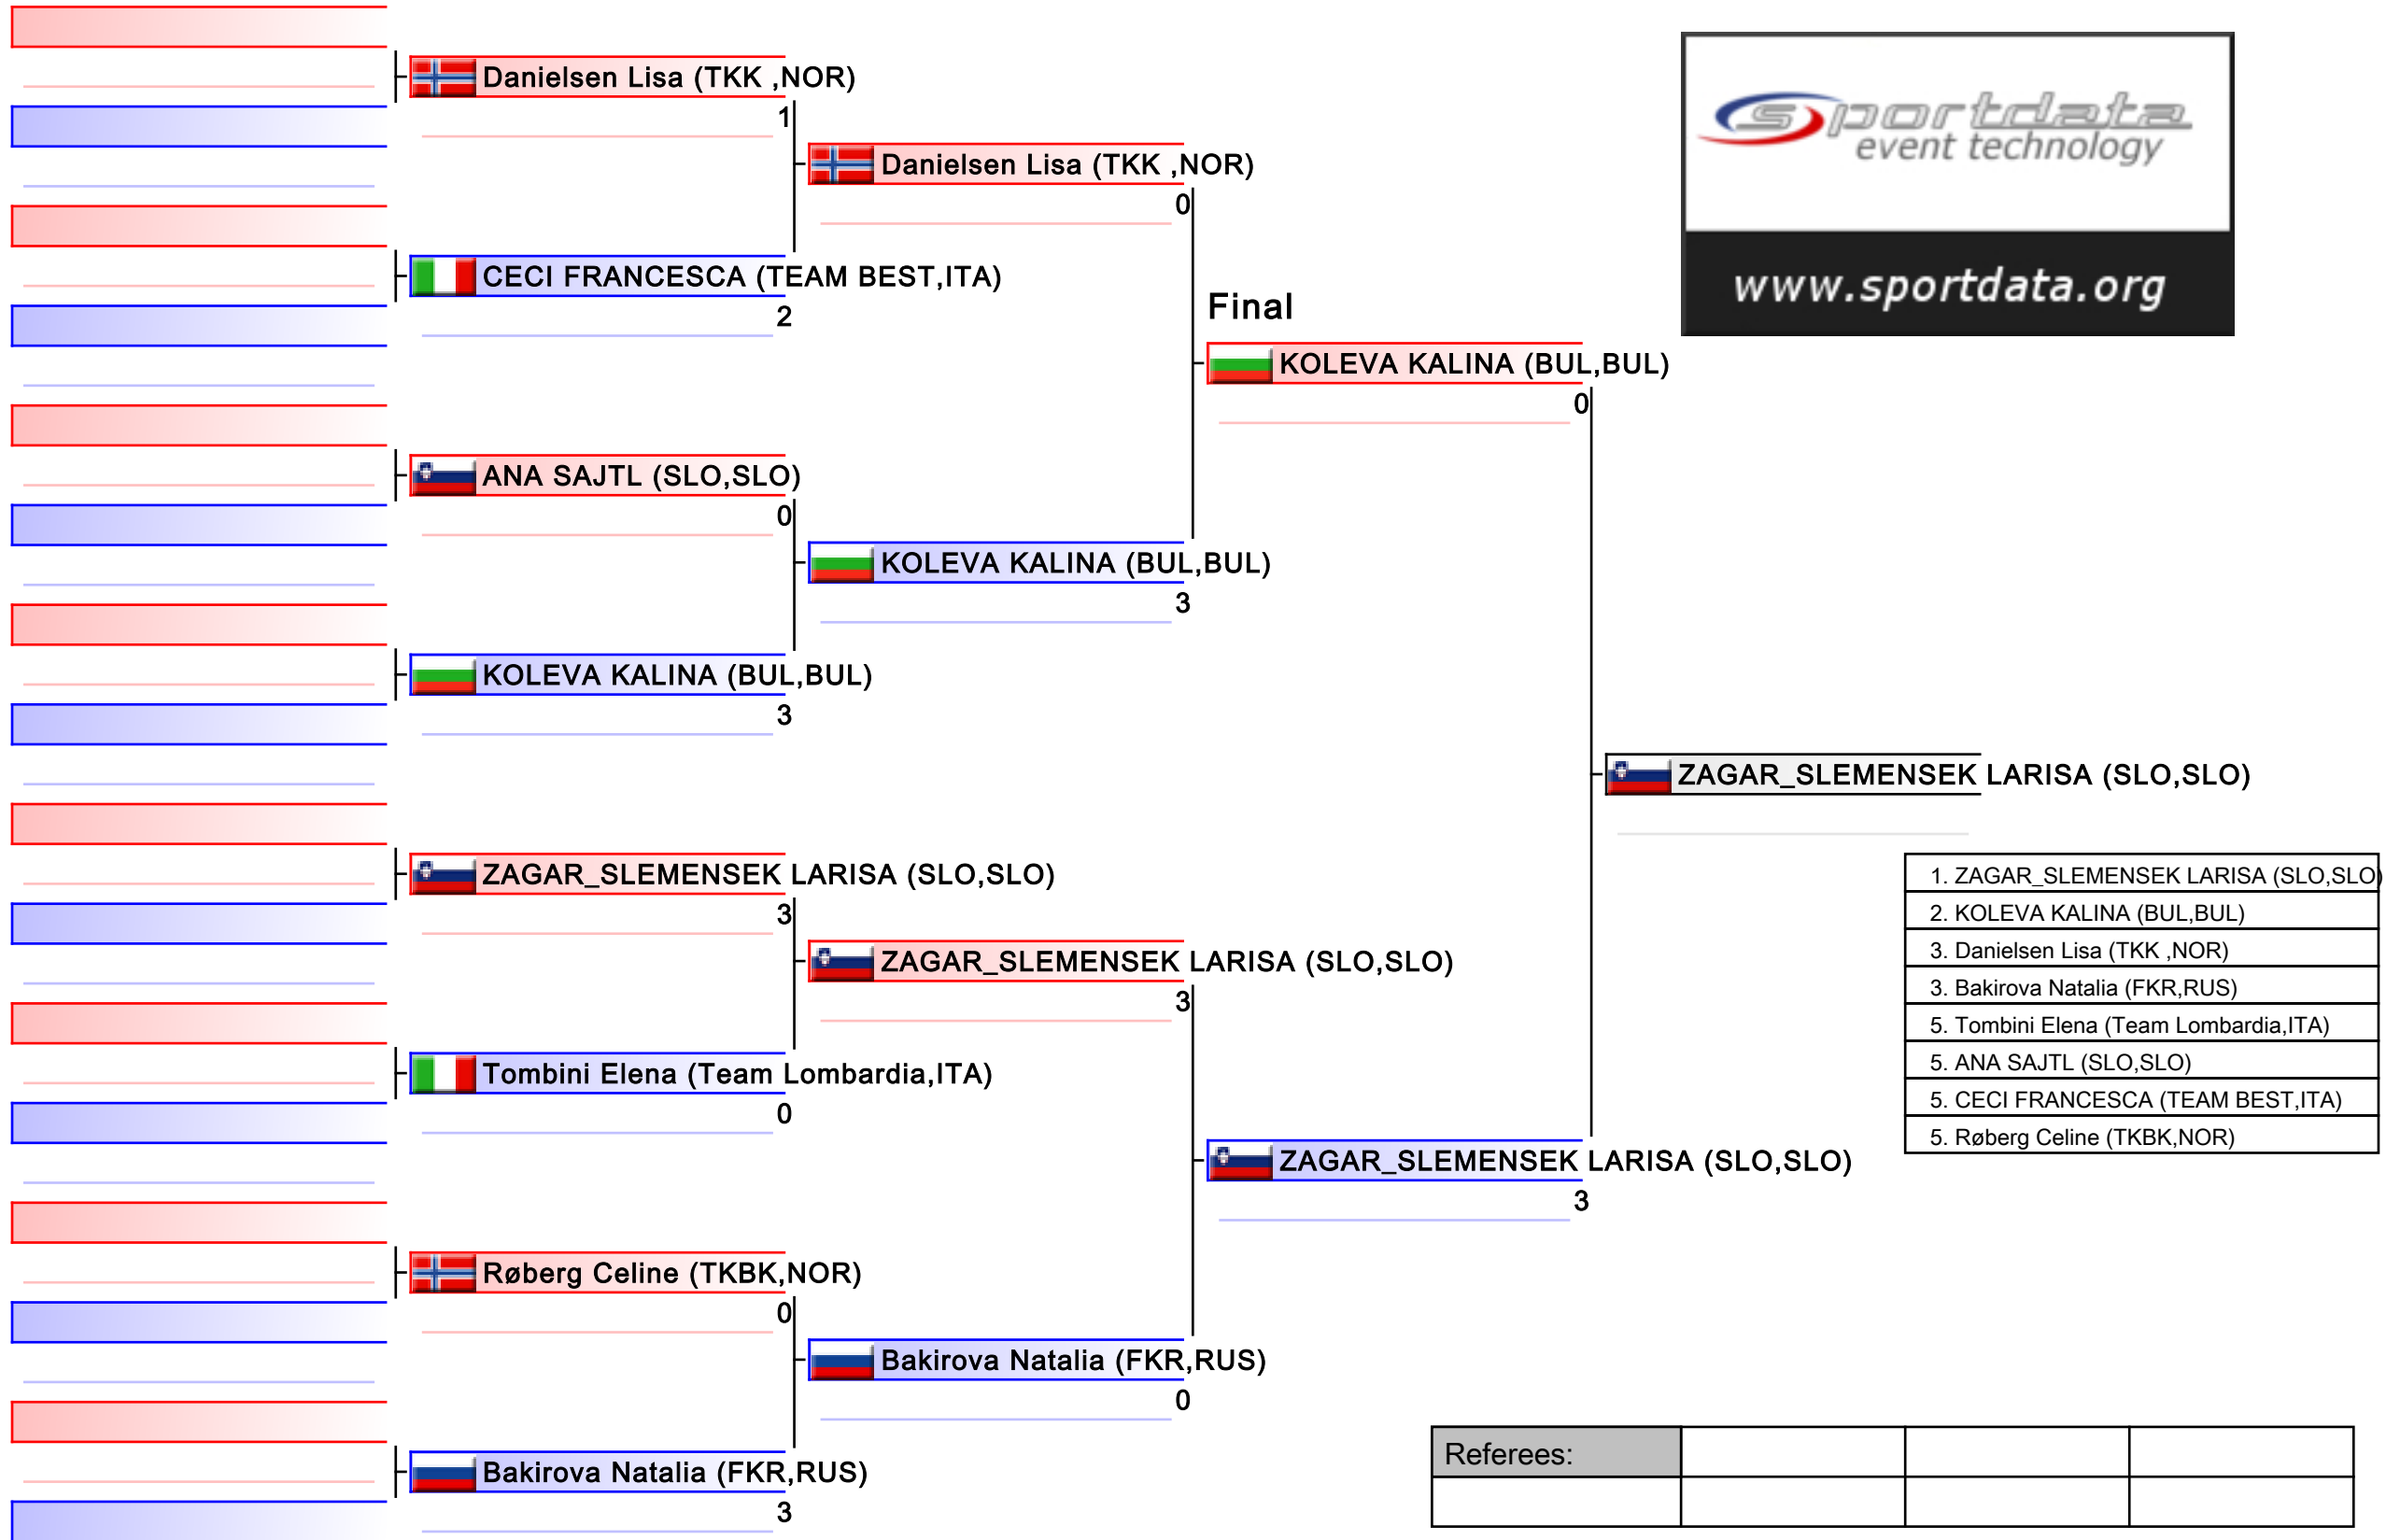 Danielsen Lisa (TKK ,NOR)
1
CECI FRANCESCA (TEAM BEST,ITA)
2
ANA SAJTL (SLO,SLO)
0
KOLEVA KALINA (BUL,BUL)
3
ZAGAR_SLEMENSEK LARISA (SLO,SLO)
3
Tombini Elena (Team Lombardia,ITA)
0
Røberg Celine (TKBK,NOR)
0
Bakirova Natalia (FKR,RUS)
3
Danielsen Lisa (TKK ,NOR)
0
KOLEVA KALINA (BUL,BUL)
3
ZAGAR_SLEMENSEK LARISA (SLO,SLO)
3
Bakirova Natalia (FKR,RUS)
0
Final
KOLEVA KALINA (BUL,BUL)
0
ZAGAR_SLEMENSEK LARISA (SLO,SLO)
3
ZAGAR_SLEMENSEK LARISA (SLO,SLO)
sportdata
event technology
www.sportdata.org
1. ZAGAR_SLEMENSEK LARISA (SLO,SLO)
2. KOLEVA KALINA (BUL,BUL)
3. Danielsen Lisa (TKK ,NOR)
3. Bakirova Natalia (FKR,RUS)
5. Tombini Elena (Team Lombardia,ITA)
5. ANA SAJTL (SLO,SLO)
5. CECI FRANCESCA (TEAM BEST,ITA)
5. Røberg Celine (TKBK,NOR)
Referees: